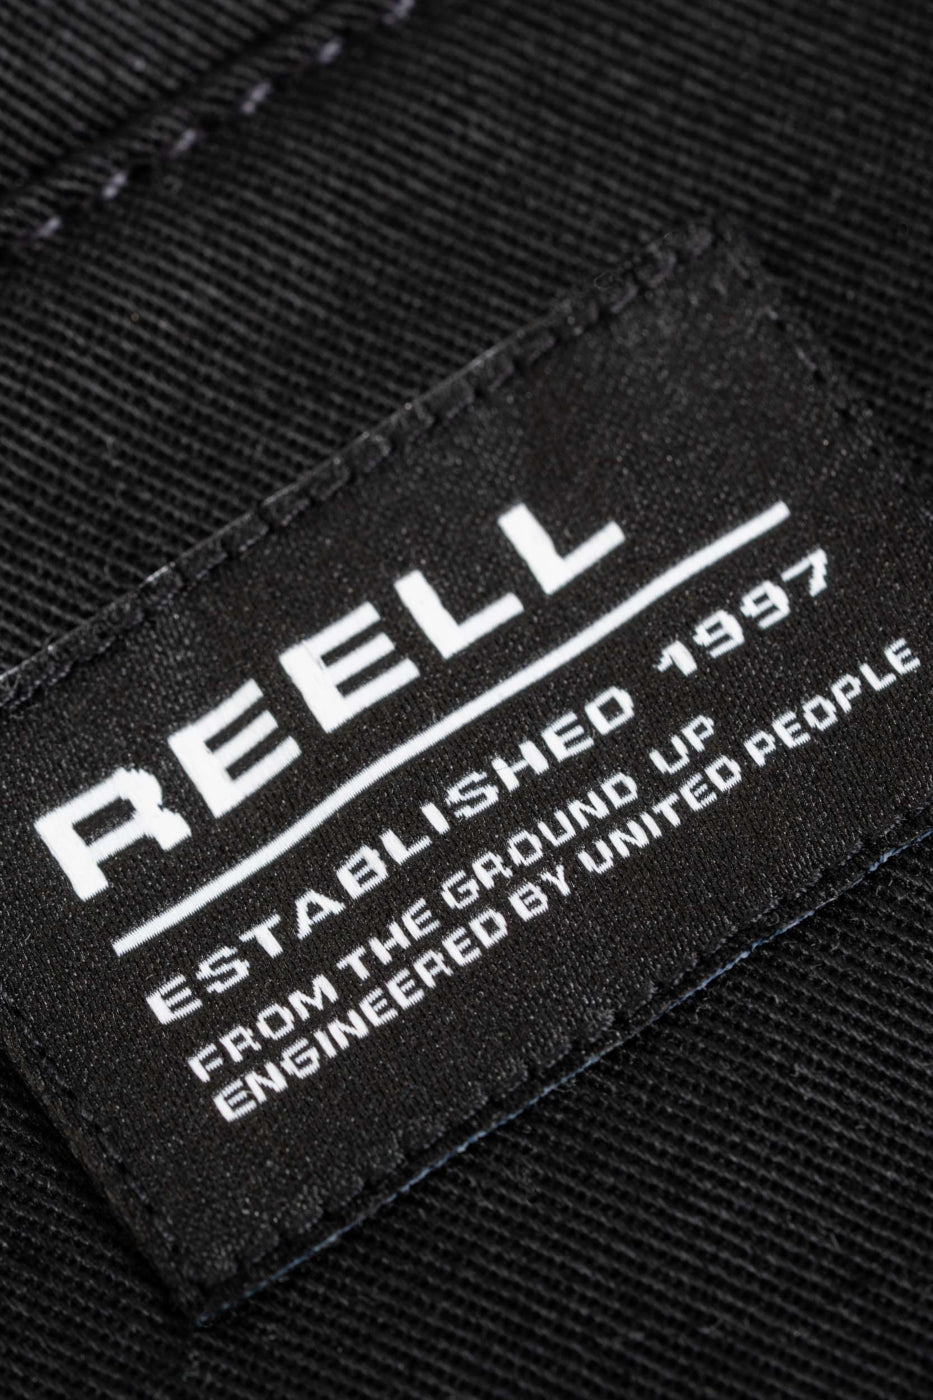 REELL
ESTABLISHED 1997
FROM THE GROUND UP
ENGINEERED BY UNITED PEOPLE